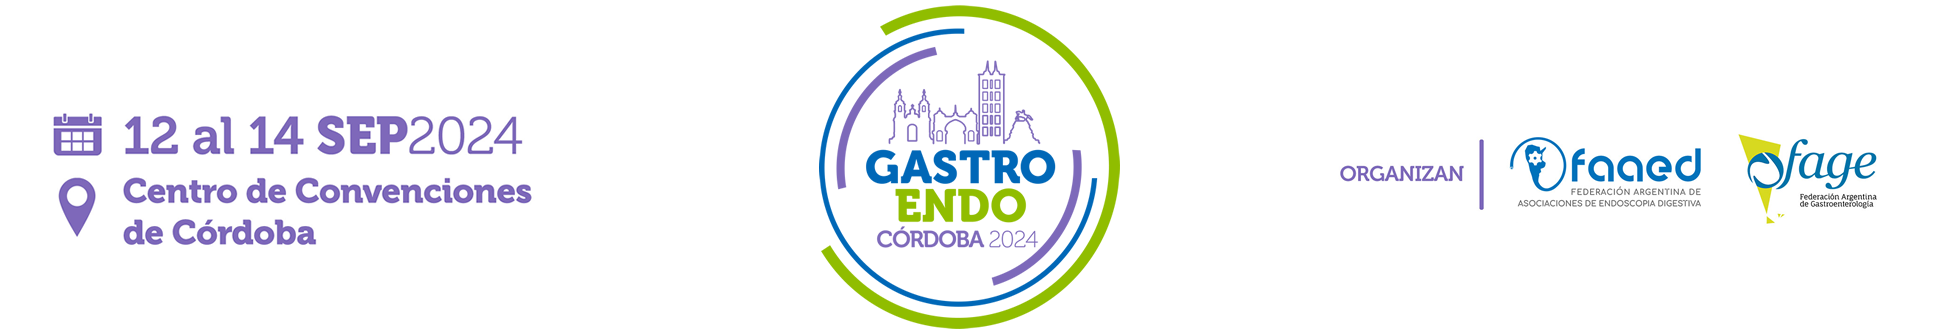 12 al 14 SEP2024
Centro de Convenciones
de Córdoba
GASTRO
ENDO
CÓRDOBA 2024
ORGANIZAN
faaed
FEDERACIÓN ARGENTINA DE
ASOCIACIONES DE ENDOSCOPIA DIGESTIVA
fage
Federación Argentina
de Gastroenterología